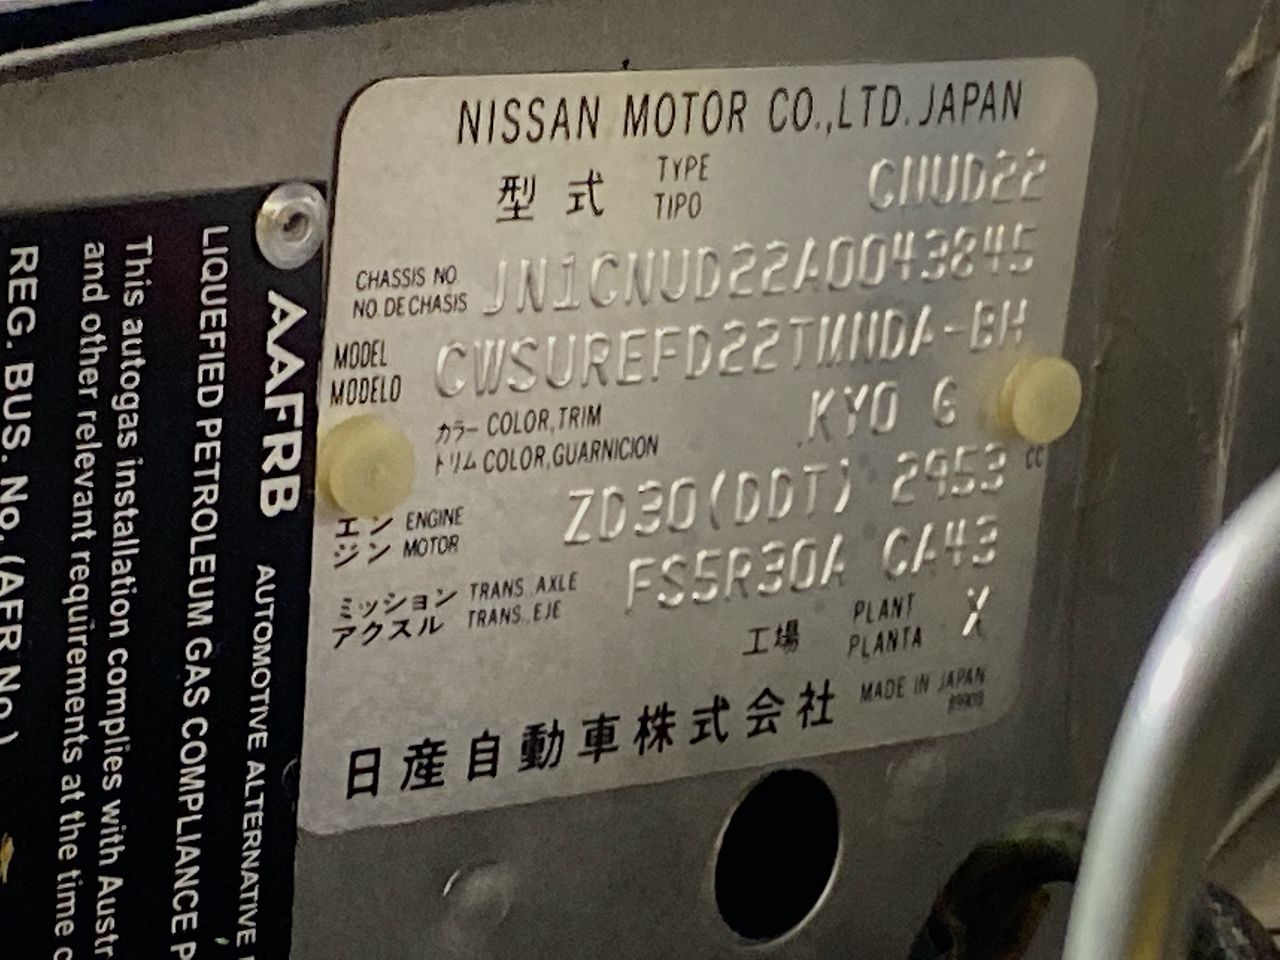 NISSAN MOTOR CO.,LTD. JAPAN
型式 TYPE TIPO CNUD22
CHASSIS NO. NO. DE CHASIS JN1CNUD22A0043845
MODEL MODELO CWSUREFD22TMNDA-BH
カラー COLOR,TRIM
トリム COLOR,GUARNICION KY0 G
エンジン ENGINE MOTOR ZD30(DDT) 2953 CC
ミッション アクスル TRANS. AXLE TRANS. EJE FS5R30A CA43
工場 PLANT PLANTA X
日産自動車株式会社 MADE IN JAPAN
AAFRB AUTOMOTIVE ALTERNATIVE
LIQUEFIED PETROLEUM GAS COMPLIANCE
This autogas installation complies with
and other relevant requirements at the time
REG. BUS. No. (AFR No.)